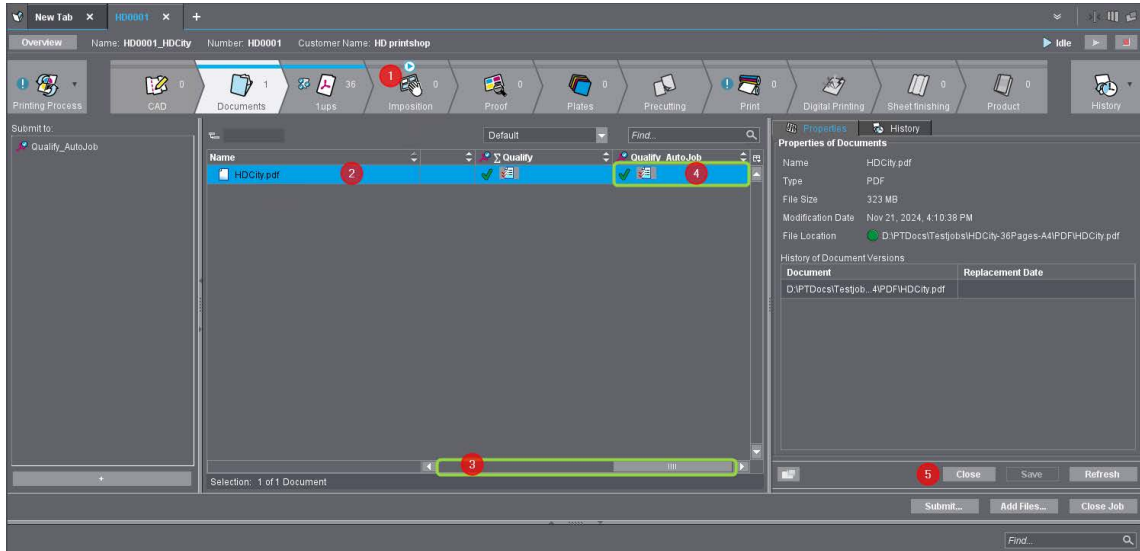 New Tab × HD0001 × +
Overview Name: HD0001_HDCity Number: HD0001 Customer Name: HD printshop Idle
1
0 1 36 0 0 0 0 0 0 0
Printing Process CAD Documents 1ups Imposition Proof Plates Precutting Print Digital Printing Sheet finishing Product History
Submit to:
Qualify_AutoJob
Default Find...
Name Σ Qualify Qualify_AutoJob
HDCity.pdf 2 4
3
Selection: 1 of 1 Document
+
Properties History
Properties of Documents
Name HDCity.pdf
Type PDF
File Size 323 MB
Modification Date Nov 21, 2024, 4:10:38 PM
File Location D:\PTDocs\Testjobs\HDCity-36Pages-A4\PDF\HDCity.pdf
History of Document Versions
Document Replacement Date
D:\PTDocs\Testjob...4\PDF\HDCity.pdf
5 Close Save Refresh
Submit... Add Files... Close Job
Find...